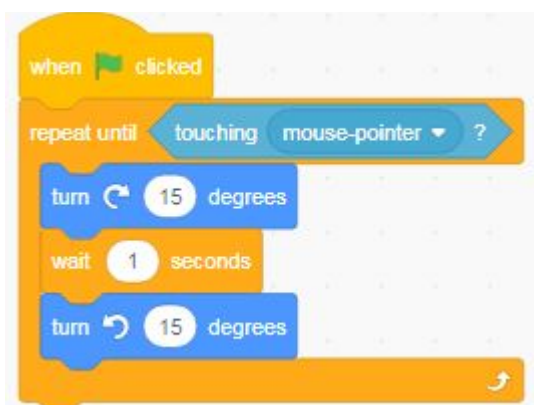 when clicked
repeat until touching mouse-pointer ?
turn 15 degrees
wait 1 seconds
turn 15 degrees